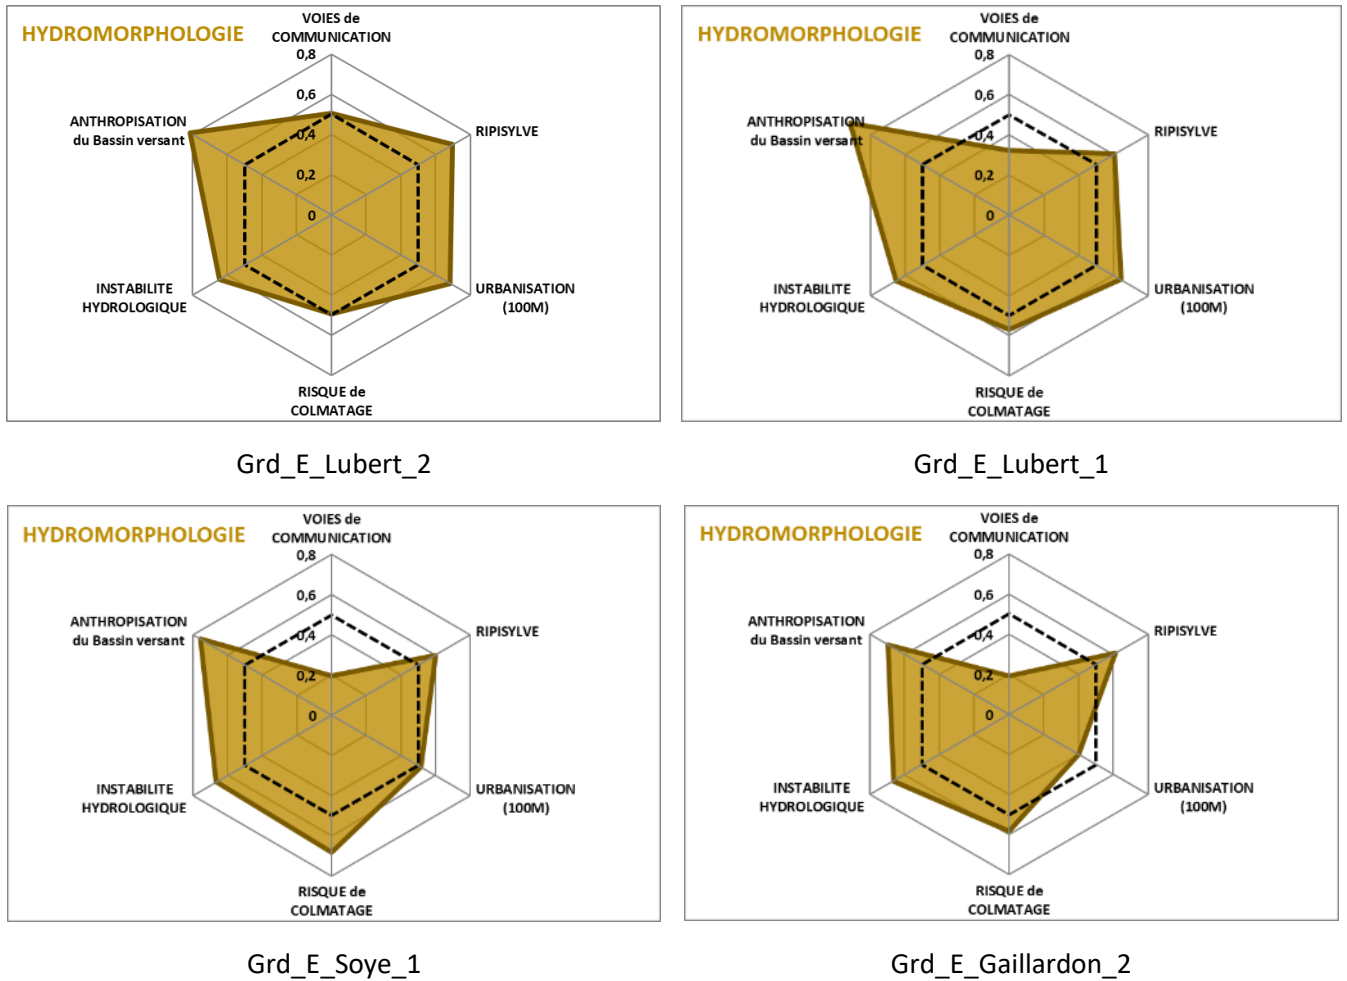 HYDROMORPHOLOGIE
VOIES de
COMMUNICATION
0,8
0,6
0,4
0,2
0
ANTHROPISATION
du Bassin versant
RIPISYLVE
INSTABILITE
HYDROLOGIQUE
URBANISATION
(100M)
RISQUE de
COLMATAGE
Grd_E_Lubert_2
HYDROMORPHOLOGIE
VOIES de
COMMUNICATION
0,8
0,6
0,4
0,2
0
ANTHROPISATION
du Bassin versant
RIPISYLVE
INSTABILITE
HYDROLOGIQUE
URBANISATION
(100M)
RISQUE de
COLMATAGE
Grd_E_Lubert_1
HYDROMORPHOLOGIE
VOIES de
COMMUNICATION
0,8
0,6
0,4
0,2
0
ANTHROPISATION
du Bassin versant
RIPISYLVE
INSTABILITE
HYDROLOGIQUE
URBANISATION
(100M)
RISQUE de
COLMATAGE
Grd_E_Soye_1
HYDROMORPHOLOGIE
VOIES de
COMMUNICATION
0,8
0,6
0,4
0,2
0
ANTHROPISATION
du Bassin versant
RIPISYLVE
INSTABILITE
HYDROLOGIQUE
URBANISATION
(100M)
RISQUE de
COLMATAGE
Grd_E_Gaillardon_2